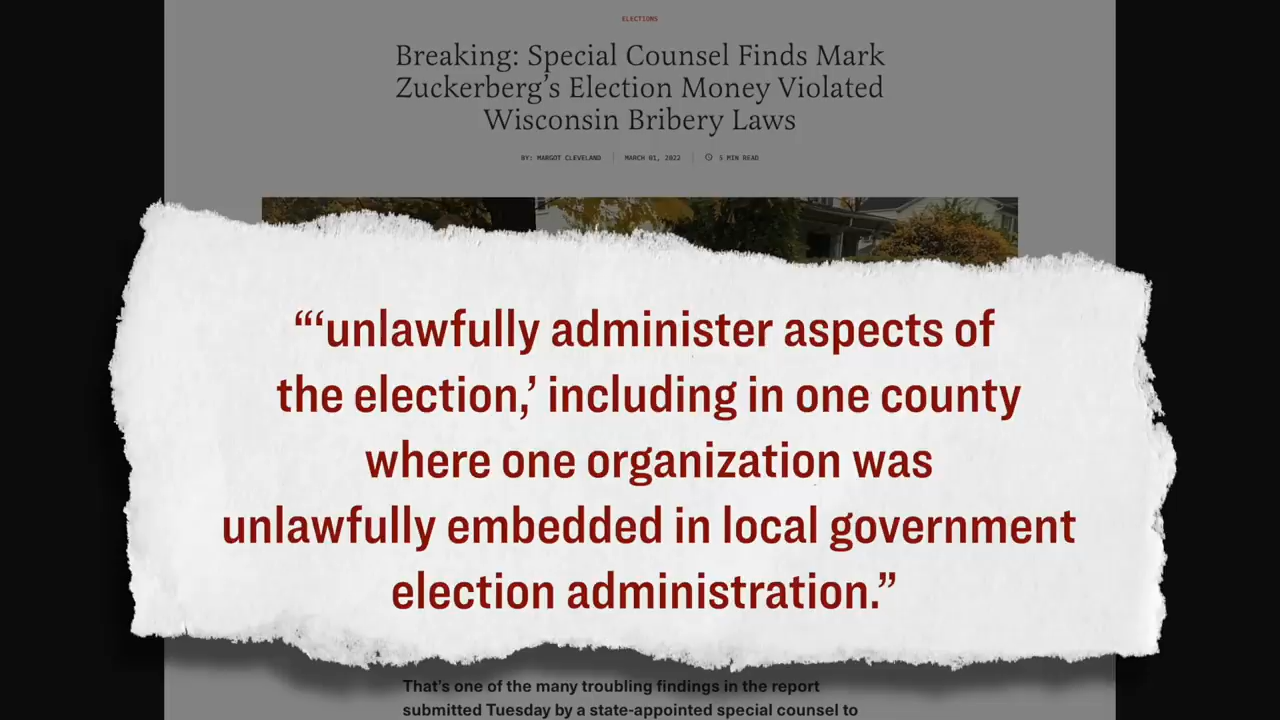 ELECTIONS
Breaking: Special Counsel Finds Mark
Zuckerberg’s Election Money Violated
Wisconsin Bribery Laws
BY: MARGOT CLEVELAND
MARCH 01, 2022
5 MIN READ
“‘unlawfully administer aspects of
the election,’ including in one county
where one organization was
unlawfully embedded in local government
election administration.”
That’s one of the many troubling findings in the report
submitted Tuesday by a state-appointed special counsel to